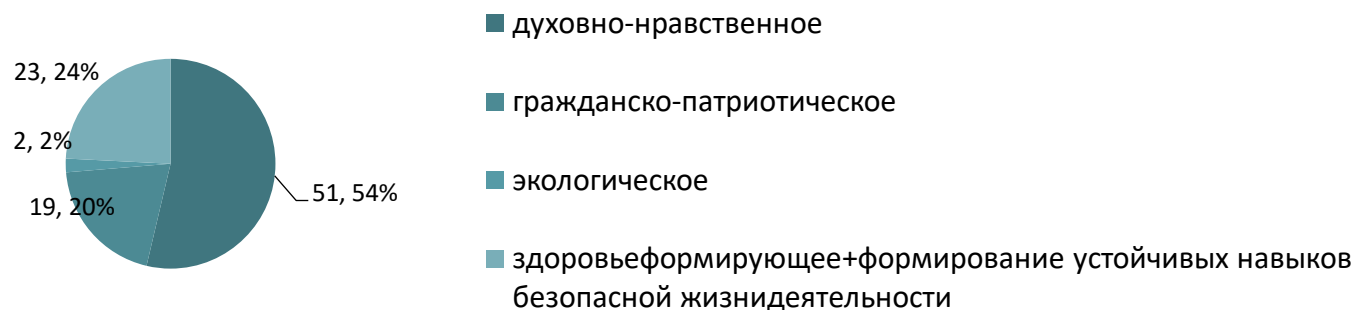 духовно-нравственное
23, 24%
гражданско-патриотическое
2, 2%
экологическое
51, 54%
19, 20%
здоровьеформирующее+формирование устойчивых навыков
безопасной жизнидеятельности